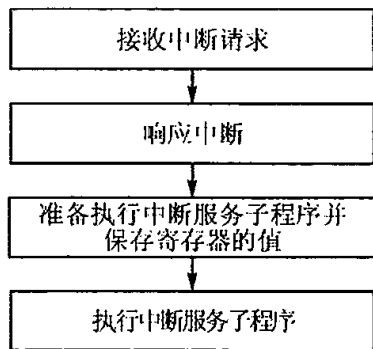 接收中断请求
响应中断
准备执行中断服务子程序并
保存寄存器的值
执行中断服务子程序